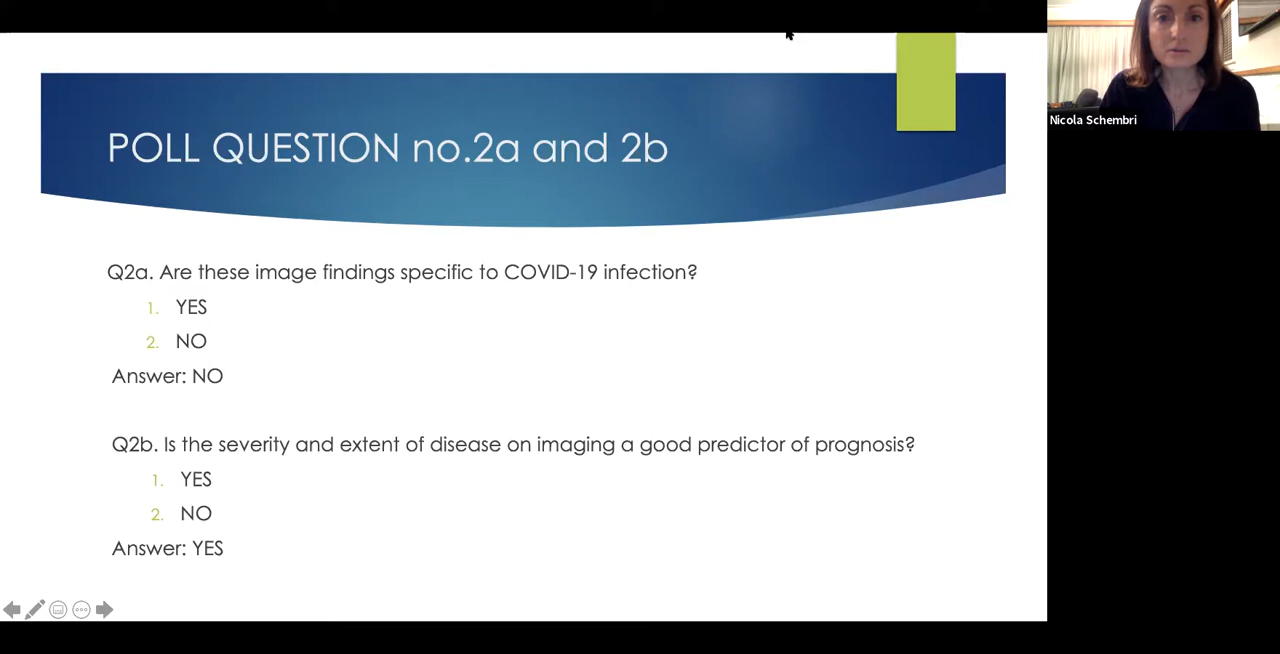 POLL QUESTION no.2a and 2b
Nicola Schembri
Q2a. Are these image findings specific to COVID-19 infection?
1. YES
2. NO
Answer: NO
Q2b. Is the severity and extent of disease on imaging a good predictor of prognosis?
1. YES
2. NO
Answer: YES